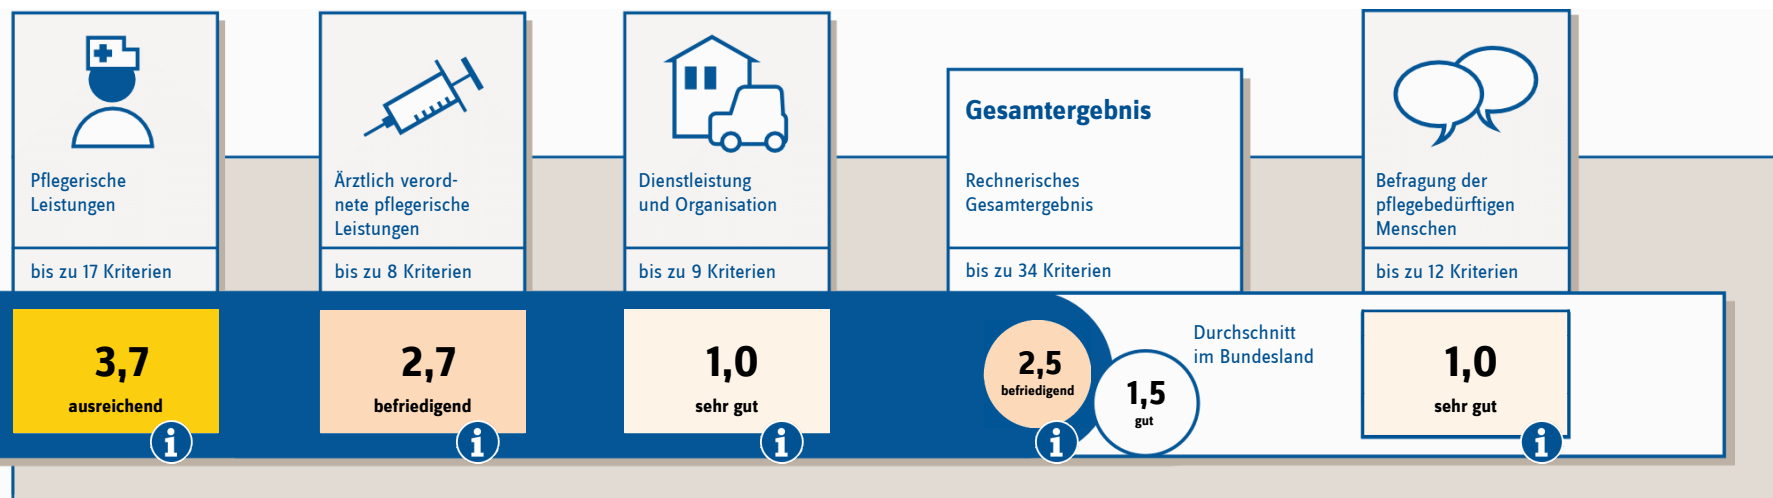 Pflegerische
Leistungen
bis zu 17 Kriterien
3,7
ausreichend
i
Ärztlich verord-
nete pflegerische
Leistungen
bis zu 8 Kriterien
2,7
befriedigend
i
Dienstleistung
und Organisation
bis zu 9 Kriterien
1,0
sehr gut
i
Gesamtergebnis
Rechnerisches
Gesamtergebnis
bis zu 34 Kriterien
2,5
befriedigend
i
1,5
gut
Durchschnitt
im Bundesland
Befragung der
pflegebedürftigen
Menschen
bis zu 12 Kriterien
1,0
sehr gut
i